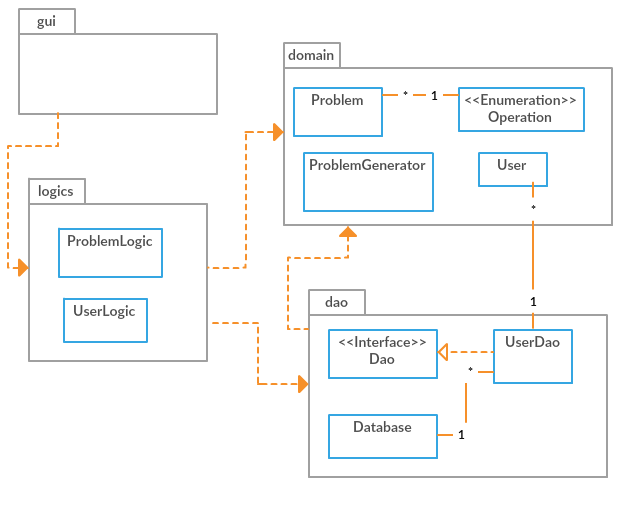 gui
domain
Problem
* 1
<<Enumeration>>
Operation
ProblemGenerator
User
*
logics
ProblemLogic
UserLogic
1
dao
<<Interface>>
Dao
UserDao
*
Database
1